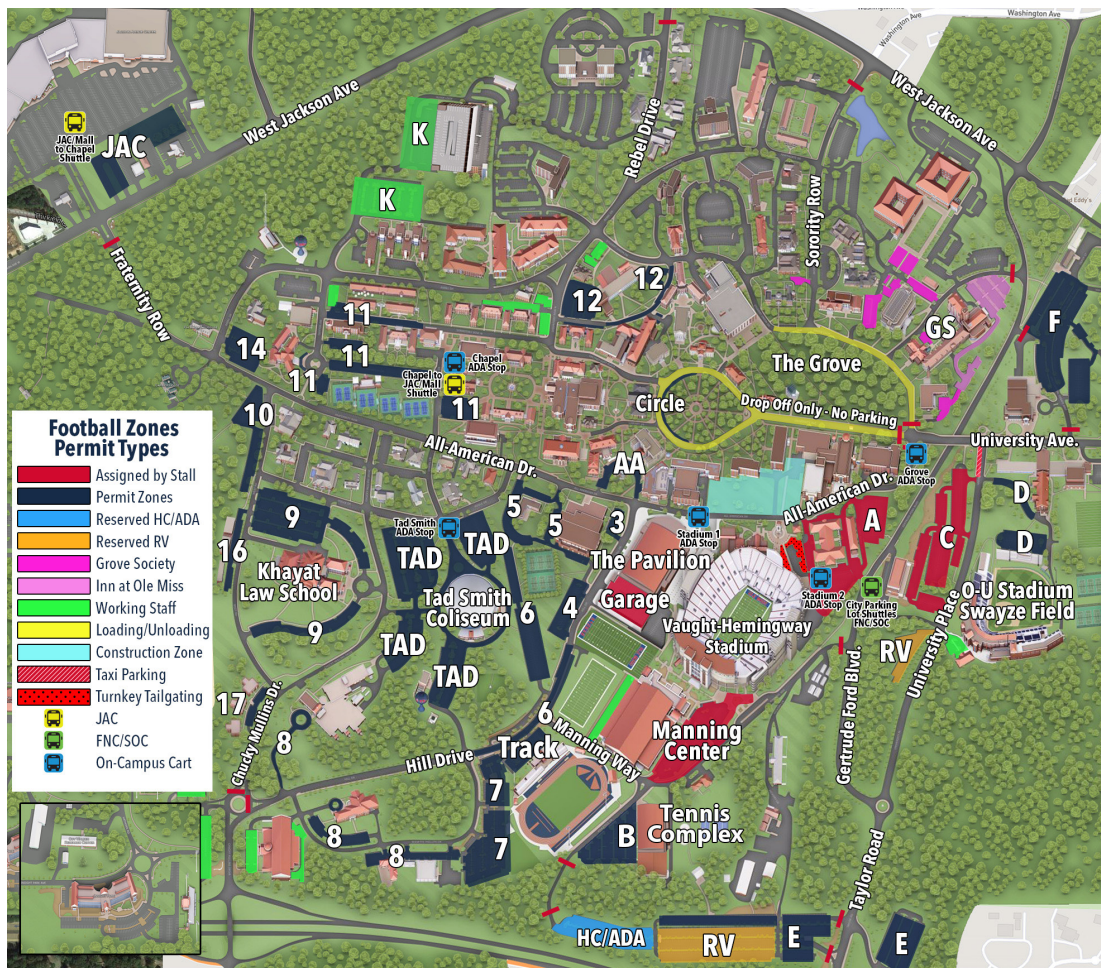 Washington Ave
Washington Ave
Washington Ave
West Jackson Ave
West Jackson Ave
Rebel Drive
K
K
JAC/Mall
to Chapel
Shuttle
JAC
Sorority Row
Fraternity Row
12
12
11
11
11
11
14
10
GS
F
The Grove
Chapel
ADA Stop
Chapel to
JAC/Mall
Shuttle
Circle
Drop Off Only - No Parking
University Ave.
All-American Dr.
All-American Dr.
AA
Grove
ADA Stop
Football Zones
Permit Types
Assigned by Stall
Permit Zones
Reserved HC/ADA
Reserved RV
Grove Society
Inn at Ole Miss
Working Staff
Loading/Unloading
Construction Zone
Taxi Parking
Turnkey Tailgating
JAC
FNC/SOC
On-Campus Cart
9
16
Khayat
Law School
9
Tad Smith
ADA Stop
TAD
TAD
TAD
TAD
Tad Smith
Coliseum
5
5
3
6
4
6
Stadium 1
ADA Stop
The Pavilion
Garage
Vaught-Hemingway
Stadium
A
Stadium 2
ADA Stop
City Parking
Lot Shuttles
FNC/SOC
C
D
D
O-U Stadium
Swayze Field
RV
University Place
Gertrude Ford Blvd.
17
Chucky Mullins Dr.
8
8
8
Hill Drive
Track
Manning Way
Manning
Center
7
7
B
Tennis
Complex
Taylor Road
HC/ADA
RV
E
E